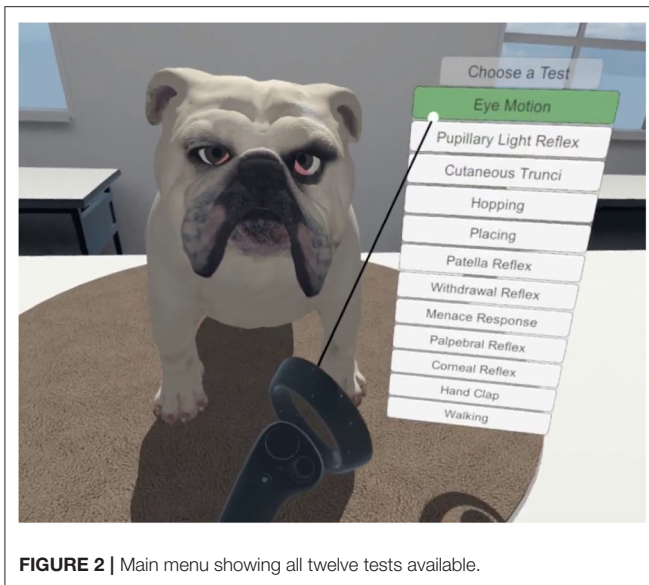 Choose a Test
Eye Motion
Pupillary Light Reflex
Cutaneous Trunci
Hopping
Placing
Patella Reflex
Withdrawal Reflex
Menace Response
Palpebral Reflex
Corneal Reflex
Hand Clap
Walking
FIGURE 2 | Main menu showing all twelve tests available.